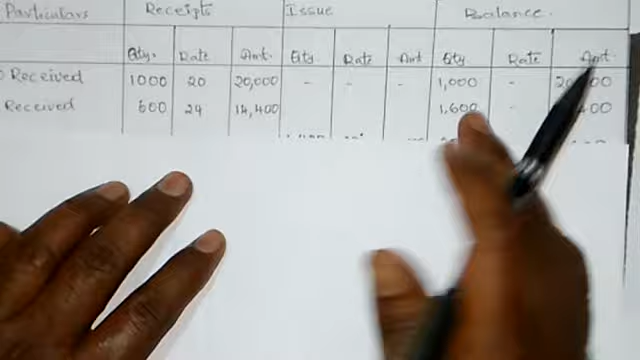 Particulars Receipts Issue Balance.
Qty. Rate Amt. Qty Rate Amt Qty Rate Amt.
Received 1000 20 20,000 - - - 1,000 -
Received 600 24 14,400 1,600 -